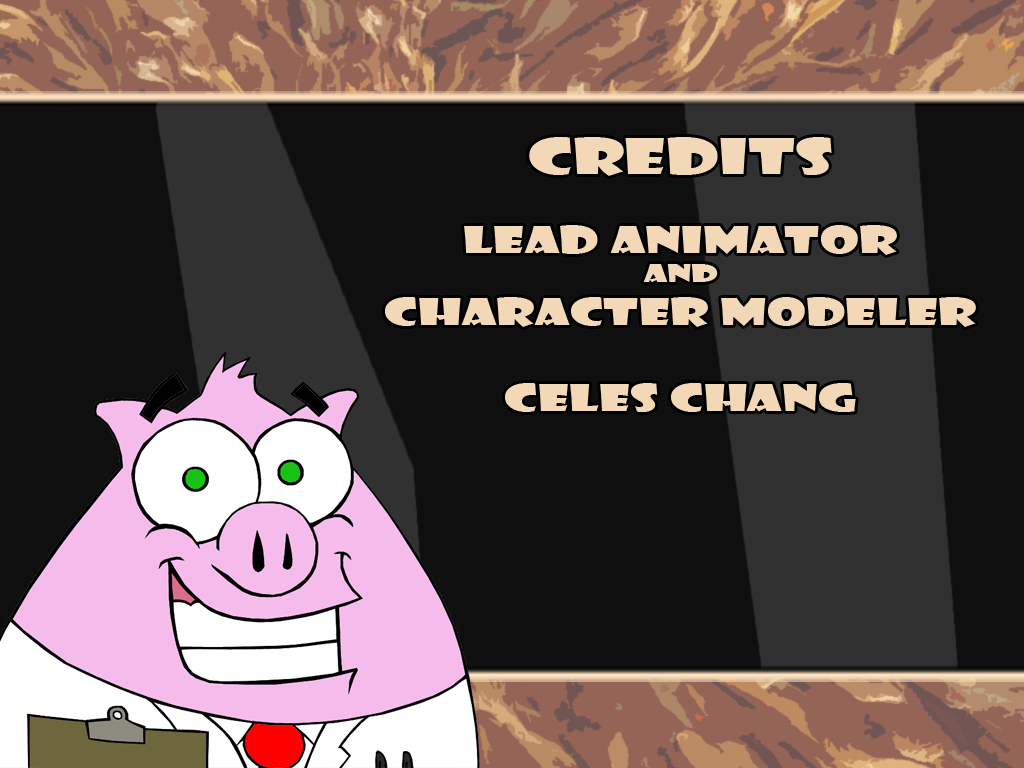 CREDITS
LEAD ANIMATOR
AND
CHARACTER MODELER
CELES CHANG